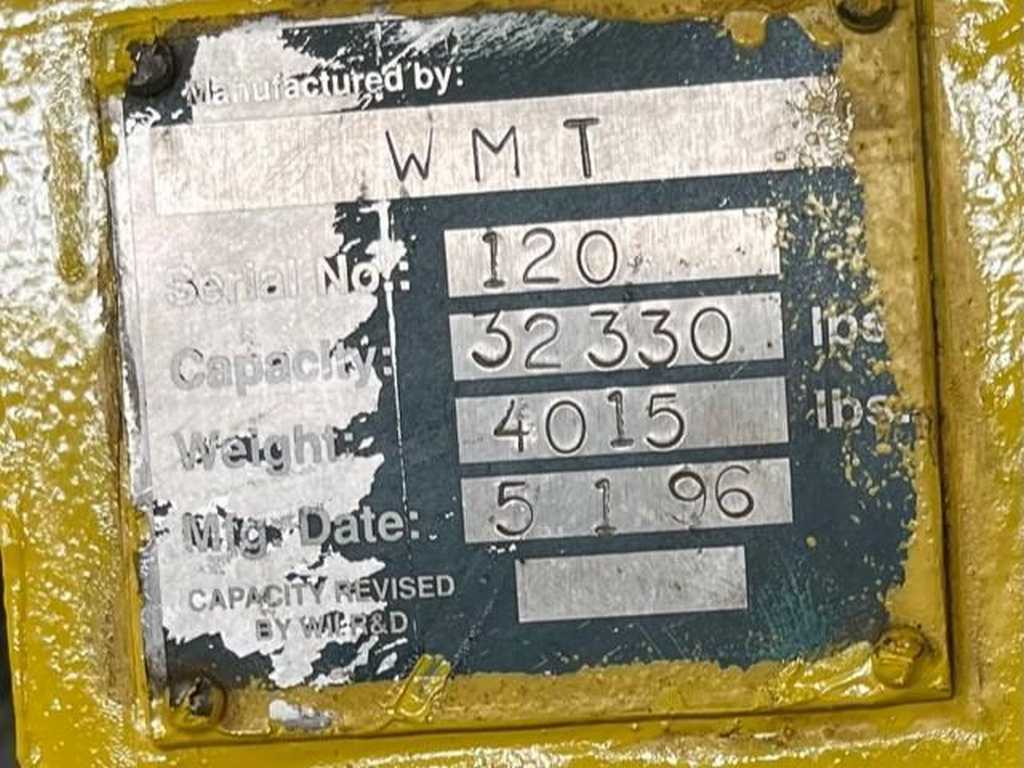 Manufactured by:
WMT
Serial No.: 120
Capacity: 32330 lbs
Weight: 4015 lbs.
Mfg. Date: 5 1 96
CAPACITY REVISED
BY R&D